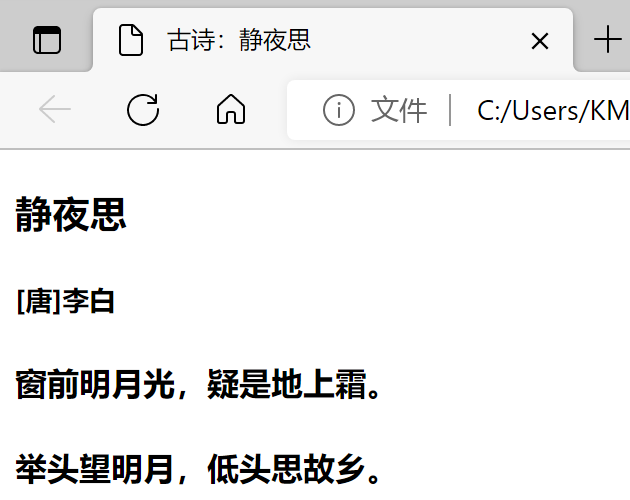 古诗：静夜思
文件 C:/Users/KM
静夜思
[唐]李白
窗前明月光，疑是地上霜。
举头望明月，低头思故乡。